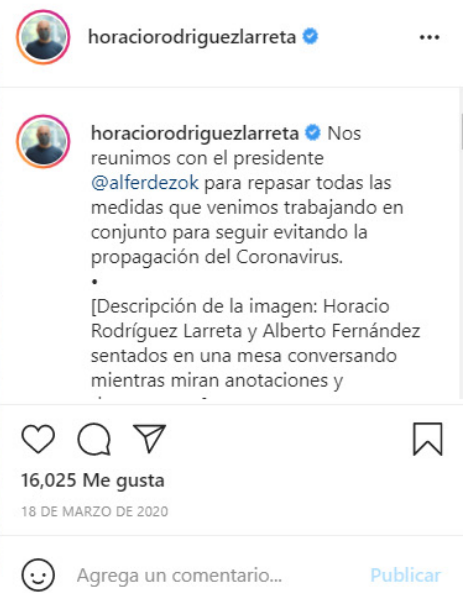 horaciorodriguezlarreta
horaciorodriguezlarreta Nos
reunimos con el presidente
@alferdezok para repasar todas las
medidas que venimos trabajando en
conjunto para seguir evitando la
propagación del Coronavirus.
•
[Descripción de la imagen: Horacio
Rodríguez Larreta y Alberto Fernández
sentados en una mesa conversando
mientras miran anotaciones y
16,025 Me gusta
18 DE MARZO DE 2020
Agrega un comentario...
Publicar